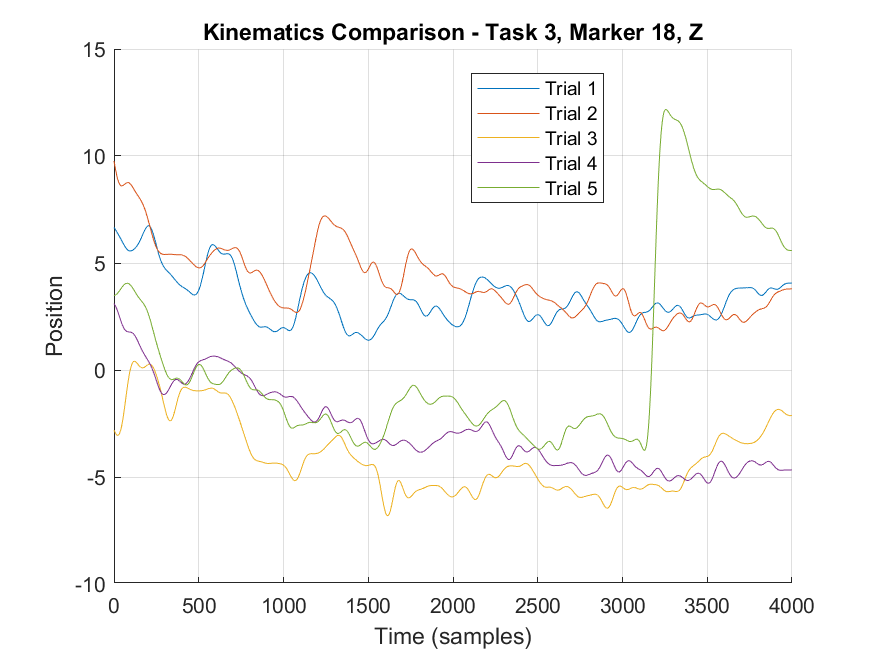 Kinematics Comparison - Task 3, Marker 18, Z
15
10
5
0
-5
-10
Position
Trial 1
Trial 2
Trial 3
Trial 4
Trial 5
0 500 1000 1500 2000 2500 3000 3500 4000
Time (samples)